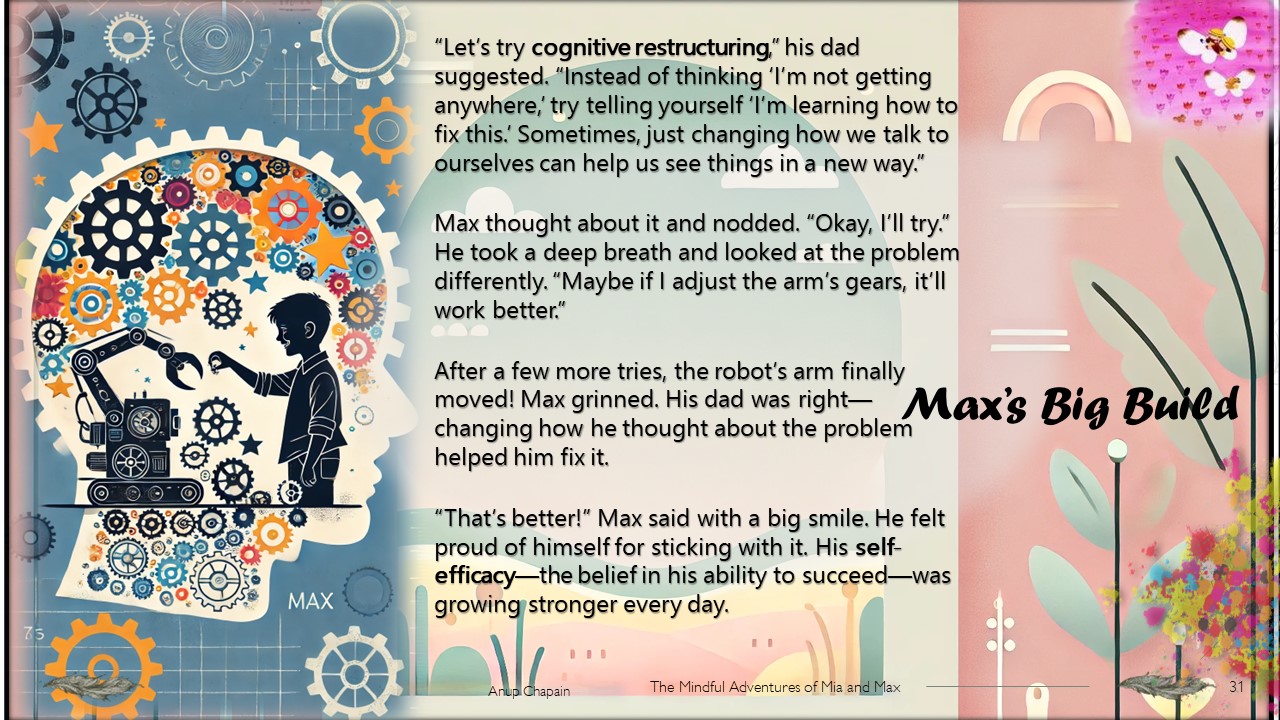 “Let’s try cognitive restructuring,” his dad
suggested. “Instead of thinking ‘I’m not getting
anywhere,’ try telling yourself ‘I’m learning how to
fix this.’ Sometimes, just changing how we talk to
ourselves can help us see things in a new way.”
Max thought about it and nodded. “Okay, I’ll try.”
He took a deep breath and looked at the problem
differently. “Maybe if I adjust the arm’s gears, it’ll
work better.”
After a few more tries, the robot’s arm finally
moved! Max grinned. His dad was right—
changing how he thought about the problem
helped him fix it.
“That’s better!” Max said with a big smile. He felt
proud of himself for sticking with it. His self-
efficacy—the belief in his ability to succeed—was
growing stronger every day.
Max’s Big Build
MAX
Anup Chapain
The Mindful Adventures of Mia and Max
31